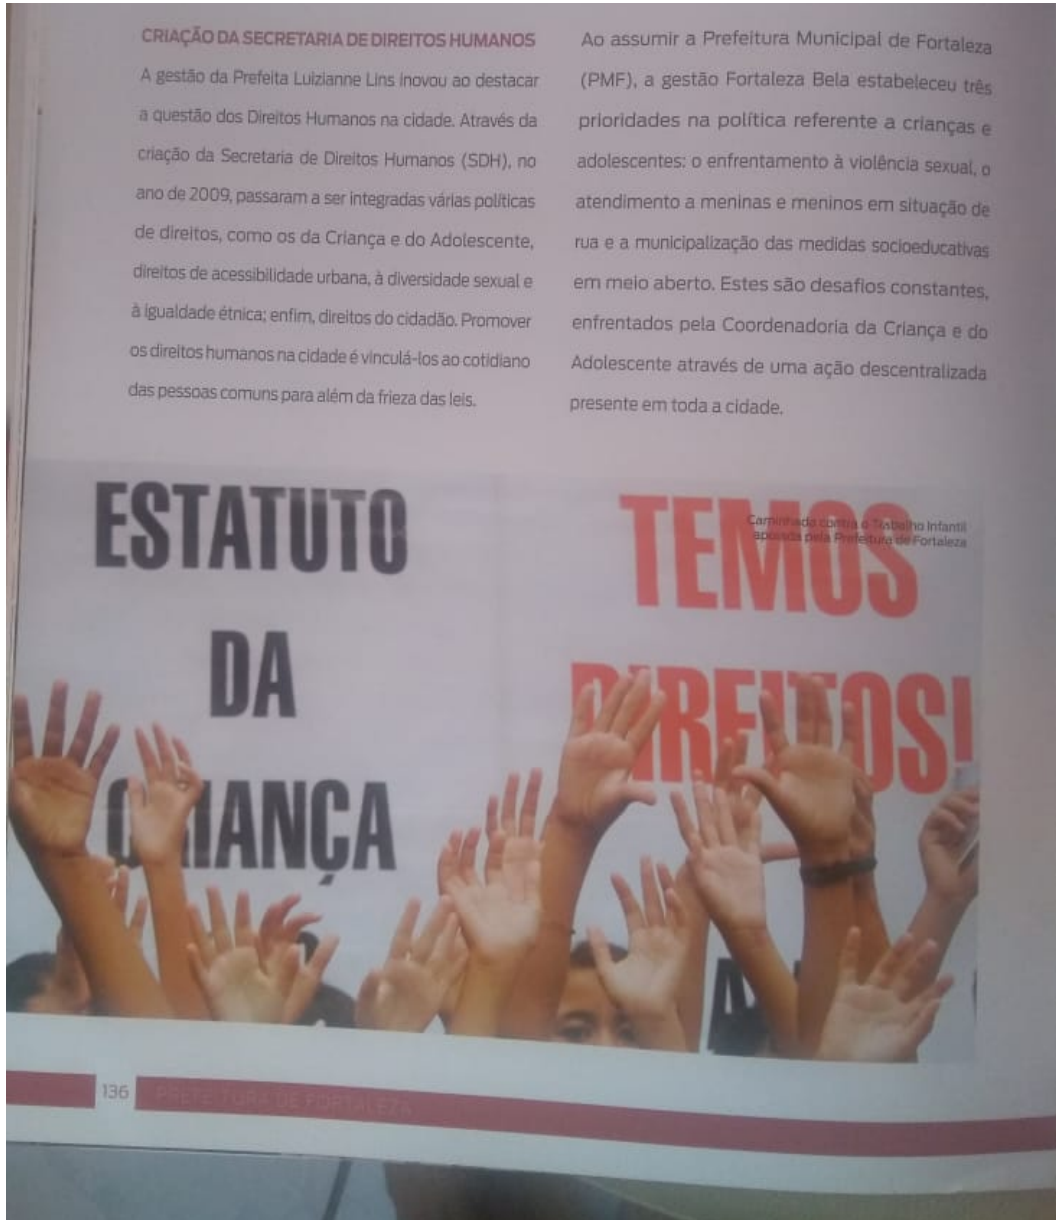 CRIAÇÃO DA SECRETARIA DE DIREITOS HUMANOS
A gestão da Prefeita Luizianne Lins inovou ao destacar
a questão dos Direitos Humanos na cidade. Através da
criação da Secretaria de Direitos Humanos (SDH), no
ano de 2009, passaram a ser integradas várias políticas
de direitos, como os da Criança e do Adolescente,
direitos de acessibilidade urbana, à diversidade sexual e
à igualdade étnica; enfim, direitos do cidadão. Promover
os direitos humanos na cidade é vinculá-los ao cotidiano
das pessoas comuns para além da frieza das leis.
Ao assumir a Prefeitura Municipal de Fortaleza
(PMF), a gestão Fortaleza Bela estabeleceu três
prioridades na política referente a crianças e
adolescentes: o enfrentamento à violência sexual, o
atendimento a meninas e meninos em situação de
rua e a municipalização das medidas socioeducativas
em meio aberto. Estes são desafios constantes,
enfrentados pela Coordenadoria da Criança e do
Adolescente através de uma ação descentralizada
presente em toda a cidade.
ESTATUTO
DA
CRIANÇA
TEMOS
DIREITOS!
Caminhada contra o Trabalho Infantil
apoiada pela Prefeitura de Fortaleza
136
PREFEITURA DE FORTALEZA